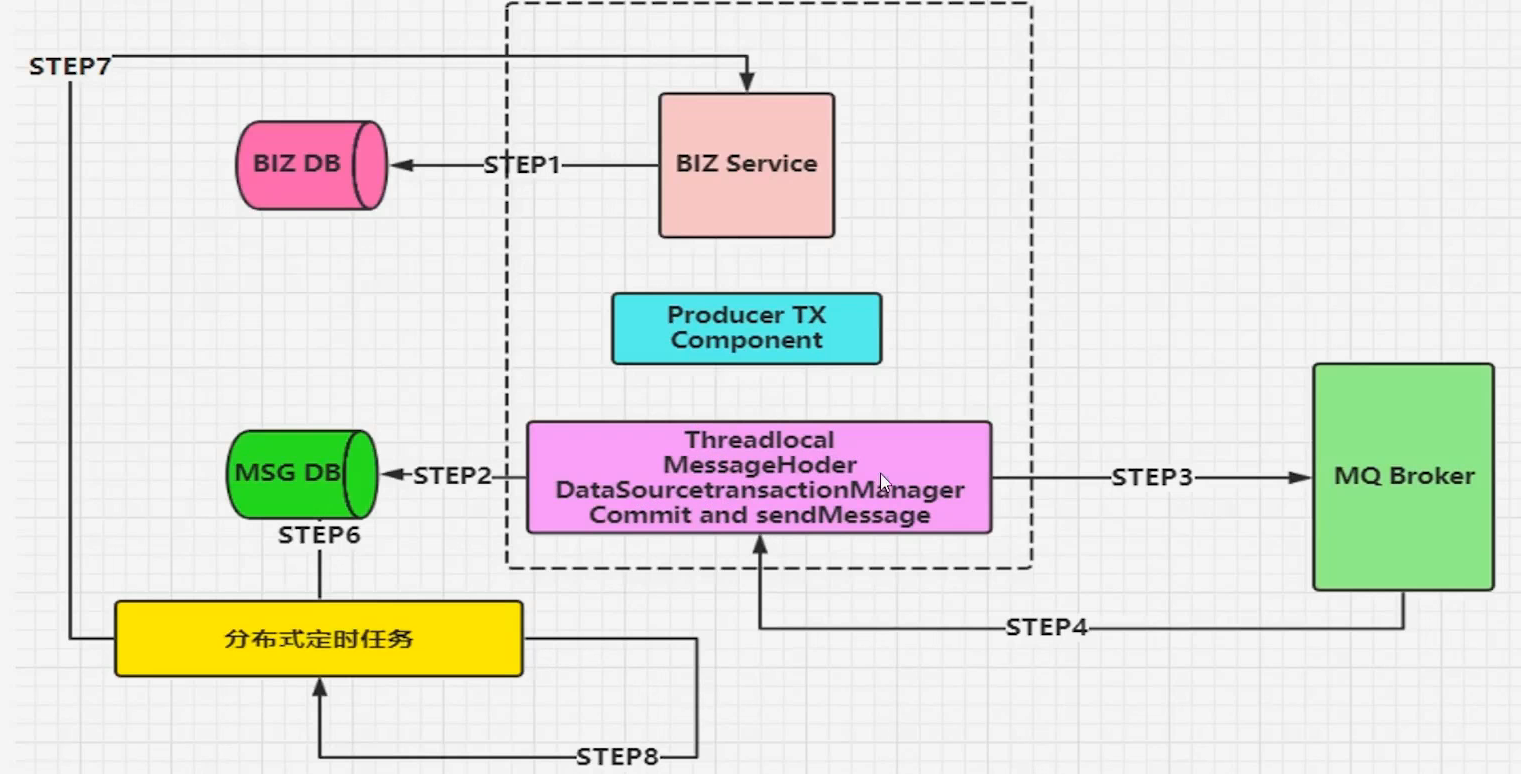 STEP7
BIZ DB
STEP1
BIZ Service
Producer TX
Component
Threadlocal
MessageHoder
DataSourcetransactionManager
Commit and sendMessage
MSG DB
STEP2
STEP3
MQ Broker
STEP6
STEP4
分布式定时任务
STEP8